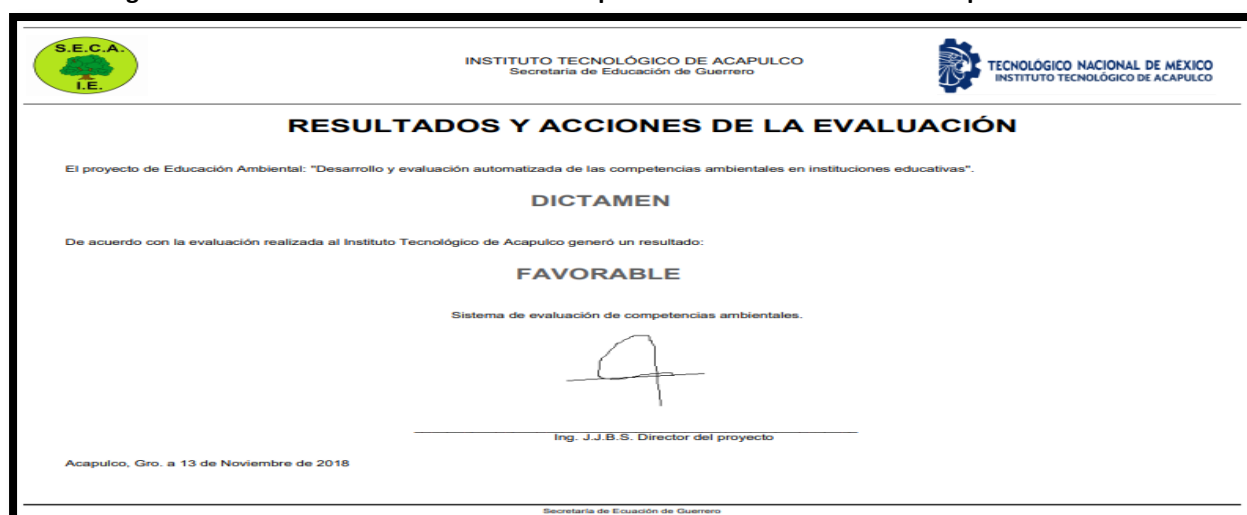 S.E.C.A.
I.E.
INSTITUTO TECNOLÓGICO DE ACAPULCO
Secretaria de Educación de Guerrero
TECNOLÓGICO NACIONAL DE MÉXICO
INSTITUTO TECNOLÓGICO DE ACAPULCO
RESULTADOS Y ACCIONES DE LA EVALUACIÓN
El proyecto de Educación Ambiental: "Desarrollo y evaluación automatizada de las competencias ambientales en instituciones educativas".
DICTAMEN
De acuerdo con la evaluación realizada al Instituto Tecnológico de Acapulco generó un resultado:
FAVORABLE
Sistema de evaluación de competencias ambientales.
Ing. J.J.B.S. Director del proyecto
Acapulco, Gro. a 13 de Noviembre de 2018
Secretaria de Ecuación de Guerrero